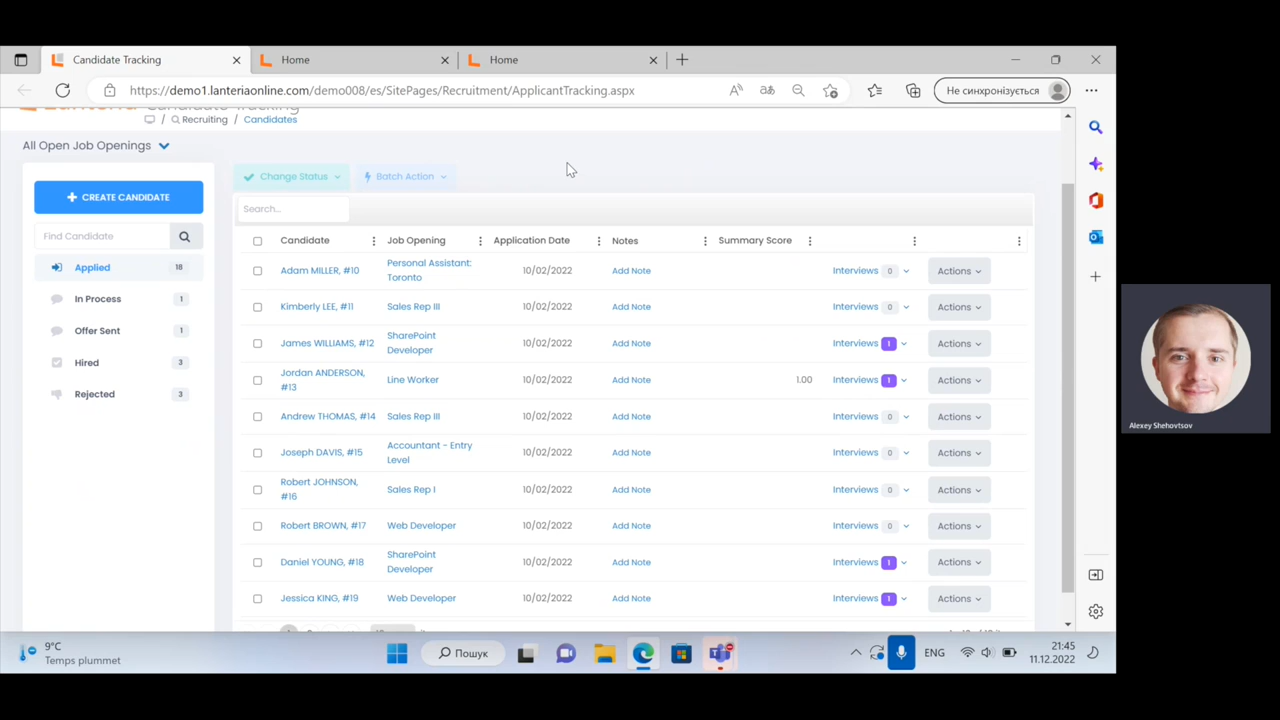 Candidate Tracking
Home
Home
https://demo1.lanteriaonline.com/demo008/es/SitePages/Recruitment/ApplicantTracking.aspx
Не синхронізується
Candidate Tracking
/ Recruiting / Candidates
All Open Job Openings
+ CREATE CANDIDATE
Find Candidate
Applied 18
In Process 1
Offer Sent 1
Hired 3
Rejected 3
Change Status
Batch Action
Search...
Candidate Job Opening Application Date Notes Summary Score
Adam MILLER, #10 Personal Assistant: Toronto 10/02/2022 Add Note Interviews 0 Actions
Kimberly LEE, #11 Sales Rep III 10/02/2022 Add Note Interviews 0 Actions
James WILLIAMS, #12 SharePoint Developer 10/02/2022 Add Note Interviews 1 Actions
Jordan ANDERSON, #13 Line Worker 10/02/2022 Add Note 1.00 Interviews 1 Actions
Andrew THOMAS, #14 Sales Rep III 10/02/2022 Add Note Interviews 0 Actions
Joseph DAVIS, #15 Accountant - Entry Level 10/02/2022 Add Note Interviews 0 Actions
Robert JOHNSON, #16 Sales Rep I 10/02/2022 Add Note Interviews 0 Actions
Robert BROWN, #17 Web Developer 10/02/2022 Add Note Interviews 0 Actions
Daniel YOUNG, #18 SharePoint Developer 10/02/2022 Add Note Interviews 1 Actions
Jessica KING, #19 Web Developer 10/02/2022 Add Note Interviews 1 Actions
Alexey Shehovtsov
9°C
Temps plummet
Пошук
ENG
21:45
11.12.2022